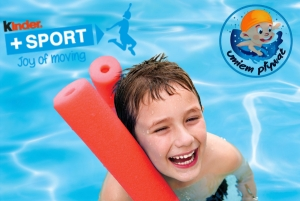 Kinder.
+ SPORT
Joy of moving
umiem pływać